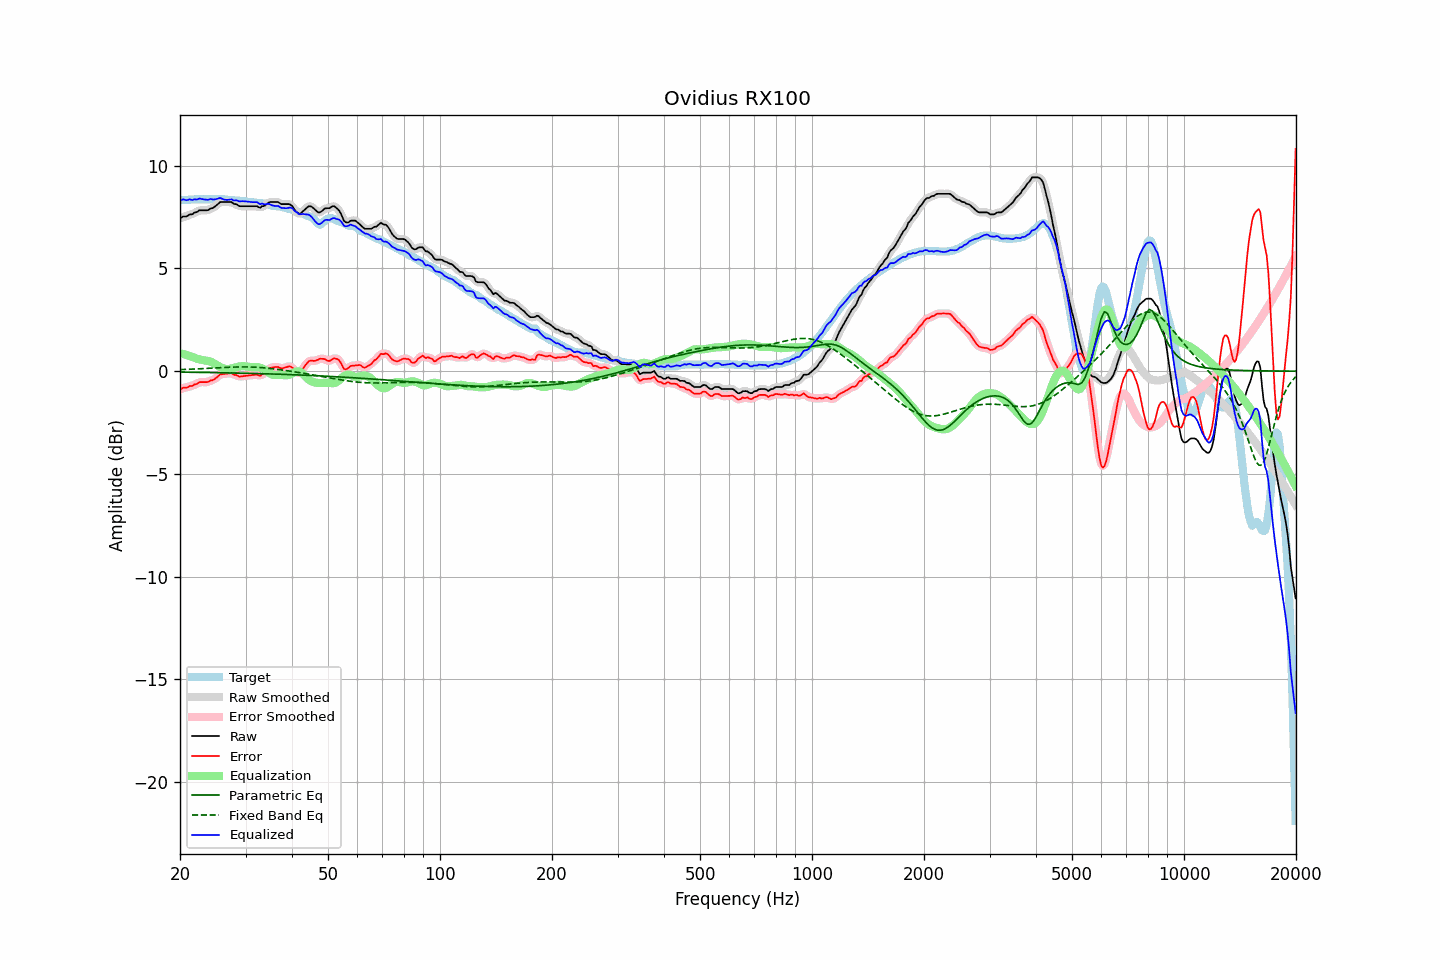 Ovidius RX100
Amplitude (dBr)
10
5
0
−5
−10
−15
−20
Target
Raw Smoothed
Error Smoothed
Raw
Error
Equalization
Parametric Eq
Fixed Band Eq
Equalized
20
50
100
200
500
1000
2000
5000
10000
20000
Frequency (Hz)